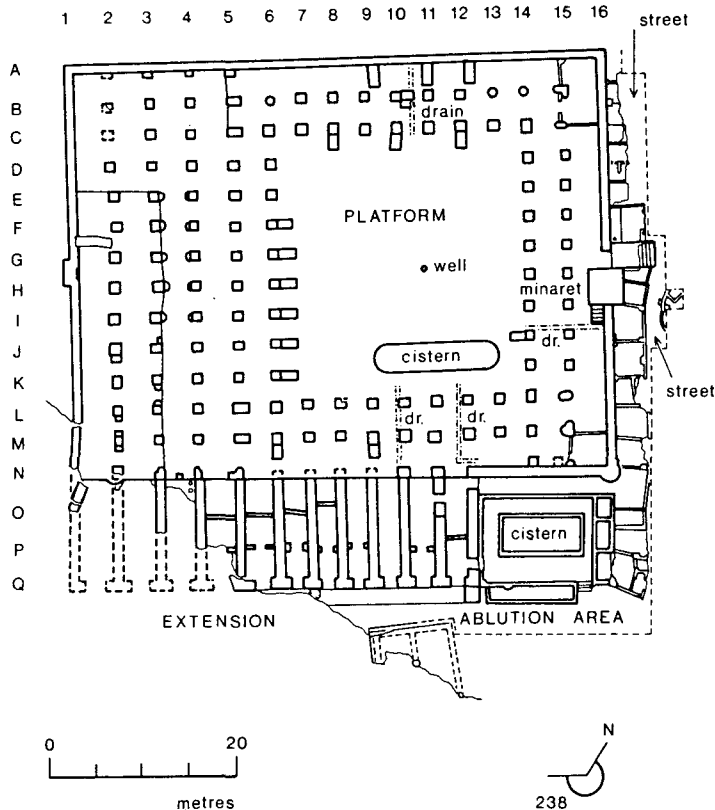 1 2 3 4 5 6 7 8 9 10 11 12 13 14 15 16
street
A
B
drain
C
D
E
F
PLATFORM
G
well
H
minaret
I
J
dr.
cistern
street
K
L
dr.
dr.
M
N
O
cistern
P
Q
EXTENSION
ABLUTION AREA
0
20
metres
N
238